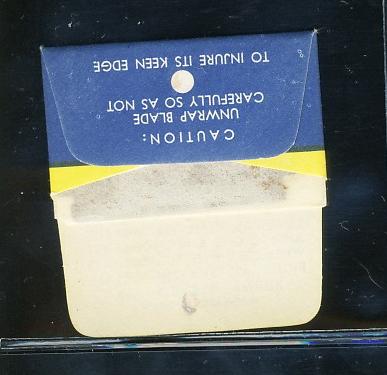 CAUTION:
UNWRAP BLADE
CAREFULLY SO AS NOT
TO INJURE ITS KEEN EDGE